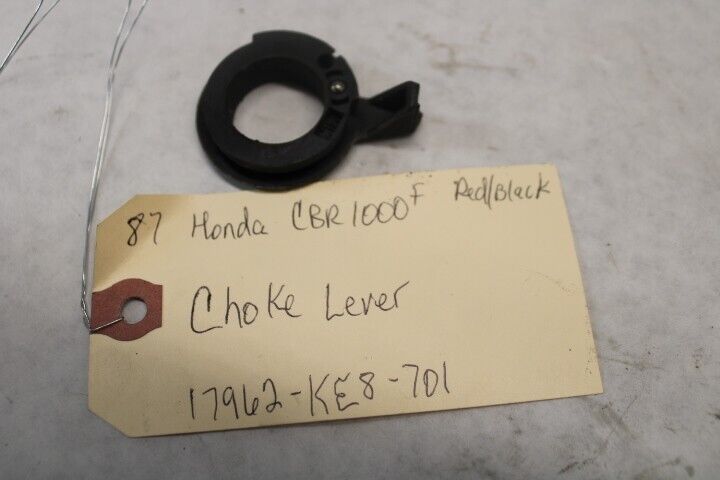 87 Honda CBR1000F Red/Black
Choke Lever
17962-KE8-701